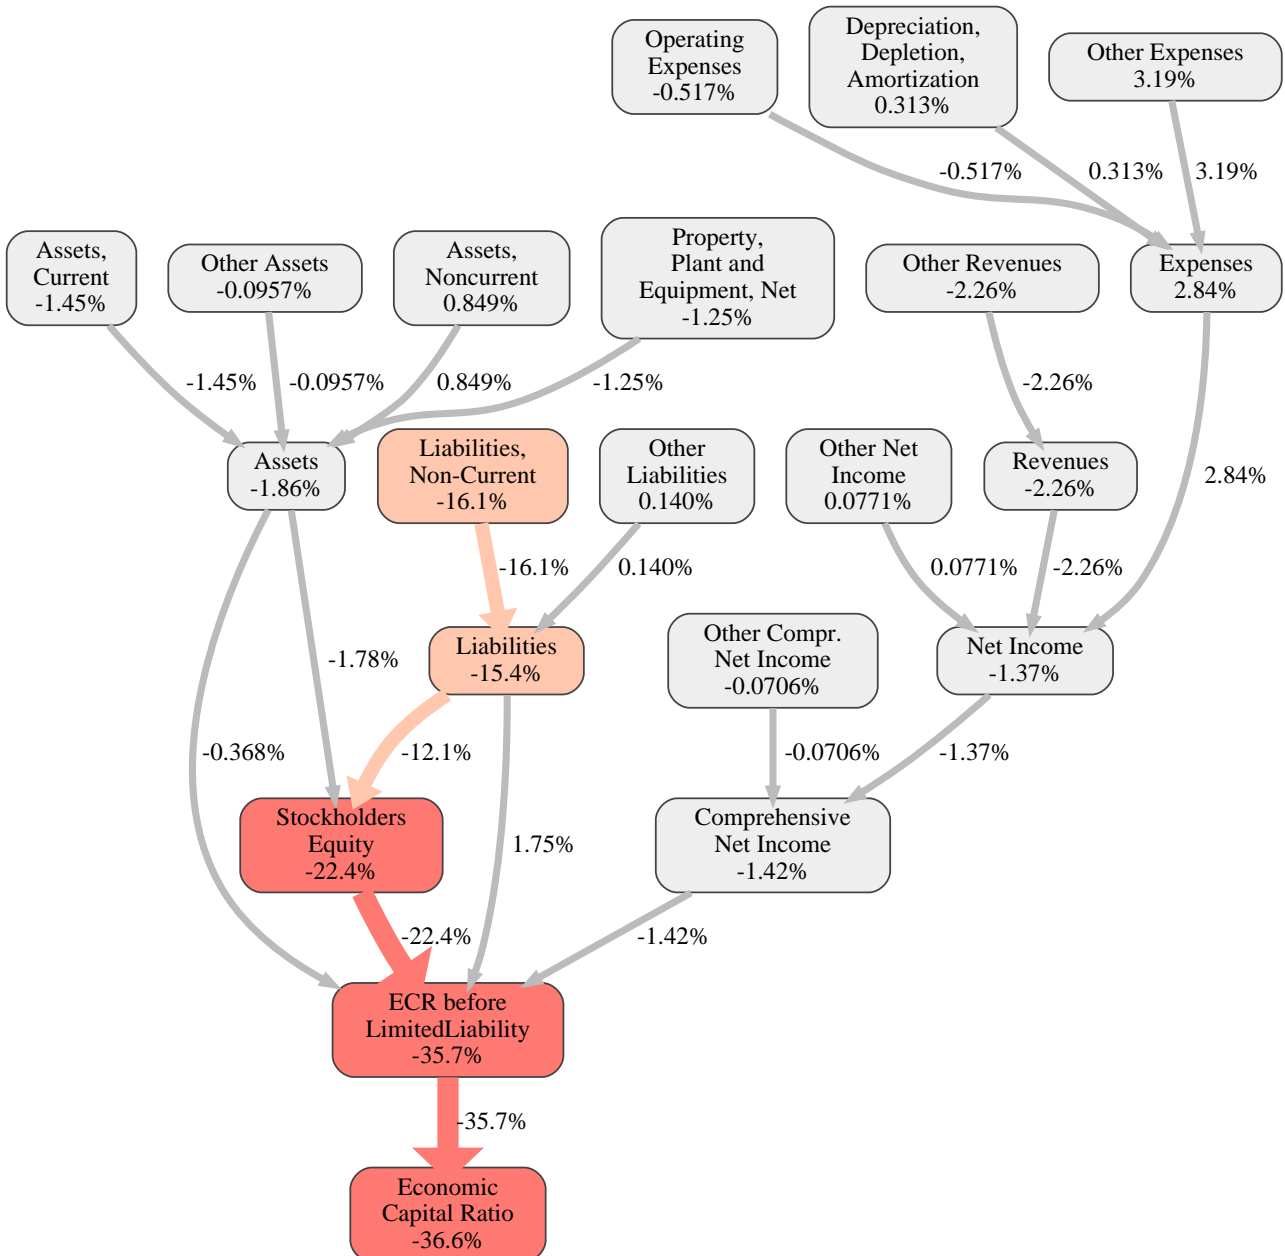 Operating
Expenses
-0.517%
Depreciation,
Depletion,
Amortization
0.313%
Other Expenses
3.19%
-0.517%
0.313%
3.19%
Assets,
Current
-1.45%
Other Assets
-0.0957%
Assets,
Noncurrent
0.849%
Property,
Plant and
Equipment, Net
-1.25%
Other Revenues
-2.26%
Expenses
2.84%
-1.45%
-0.0957%
0.849%
-1.25%
-2.26%
2.84%
Assets
-1.86%
Liabilities,
Non-Current
-16.1%
Other
Liabilities
0.140%
Other Net
Income
0.0771%
Revenues
-2.26%
-16.1%
0.140%
0.0771%
-2.26%
Liabilities
-15.4%
Other Compr.
Net Income
-0.0706%
Net Income
-1.37%
-1.78%
-0.368%
-12.1%
-0.0706%
-1.37%
Stockholders
Equity
-22.4%
1.75%
Comprehensive
Net Income
-1.42%
-22.4%
-1.42%
ECR before
LimitedLiability
-35.7%
-35.7%
Economic
Capital Ratio
-36.6%